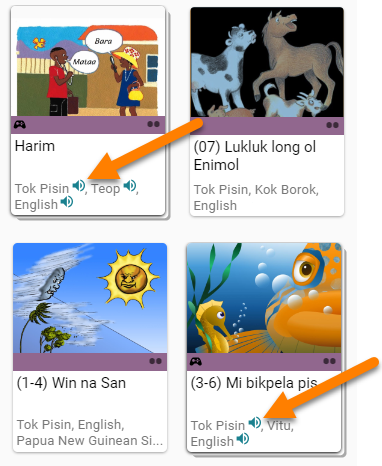 Bara
Mataa
Harim
Tok Pisin, Teop,
English
(07) Lukluk long ol
Enimol
Tok Pisin, Kok Borok,
English
(1-4) Win na San
Tok Pisin, English,
Papua New Guinean Si...
(3-6) Mi bikpela pis
Tok Pisin, Vitu,
English